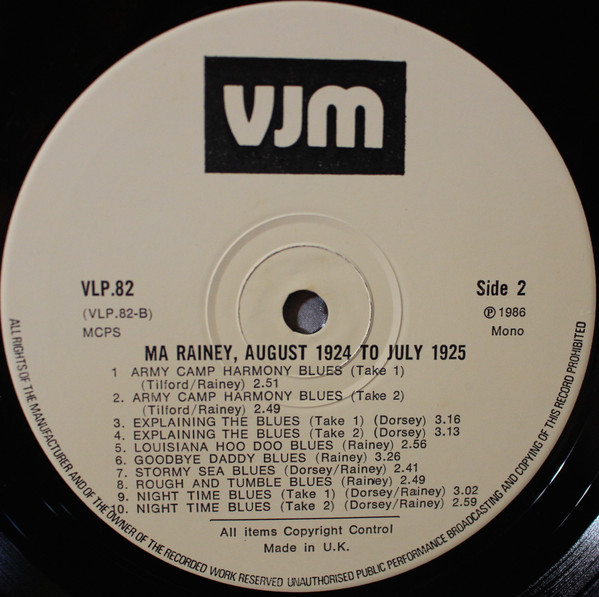 VJM
VLP.82
(VLP.82-B)
MCPS
Side 2
Ⓟ 1986
Mono
MA RAINEY, AUGUST 1924 TO JULY 1925
1 ARMY CAMP HARMONY BLUES (Take 1)
(Tilford/Rainey) 2.51
2. ARMY CAMP HARMONY BLUES (Take 2)
(Tilford/Rainey) 2.49
3. EXPLAINING THE BLUES (Take 1) (Dorsey) 3.16
4. EXPLAINING THE BLUES (Take 2) (Dorsey) 3.13
5. LOUISIANA HOO DOO BLUES (Rainey) 2.56
6. GOODBYE DADDY BLUES (Rainey) 3.26
7. STORMY SEA BLUES (Dorsey/Rainey) 2.41
8. ROUGH AND TUMBLE BLUES (Rainey) 2.49
9. NIGHT TIME BLUES (Take 1) (Dorsey/Rainey) 3.02
10. NIGHT TIME BLUES (Take 2) (Dorsey/Rainey) 2.59
All items Copyright Control
Made in U.K.
ALL RIGHTS OF THE MANUFACTURER AND OF THE OWNER OF THE RECORDED WORK RESERVED UNAUTHORISED PUBLIC PERFORMANCE BROADCASTING AND COPYING OF THIS RECORD PROHIBITED